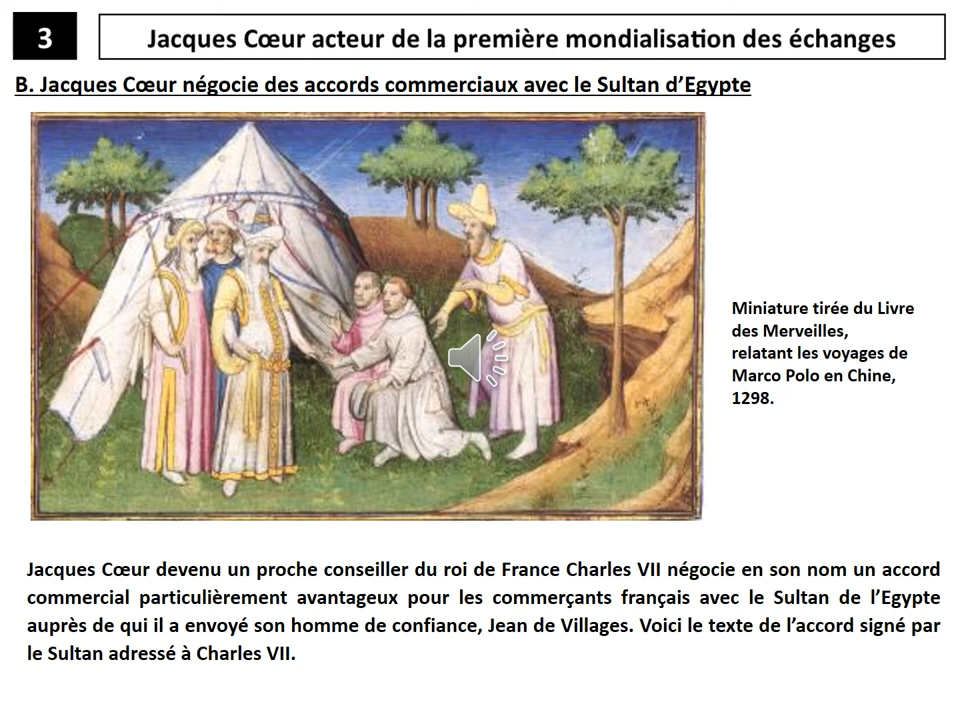 3
Jacques Cœur acteur de la première mondialisation des échanges
B. Jacques Cœur négocie des accords commerciaux avec le Sultan d’Egypte
Miniature tirée du Livre
des Merveilles,
relatant les voyages de
Marco Polo en Chine,
1298.
Jacques Cœur devenu un proche conseiller du roi de France Charles VII négocie en son nom un accord
commercial particulièrement avantageux pour les commerçants français avec le Sultan de l’Egypte
auprès de qui il a envoyé son homme de confiance, Jean de Villages. Voici le texte de l’accord signé par
le Sultan adressé à Charles VII.